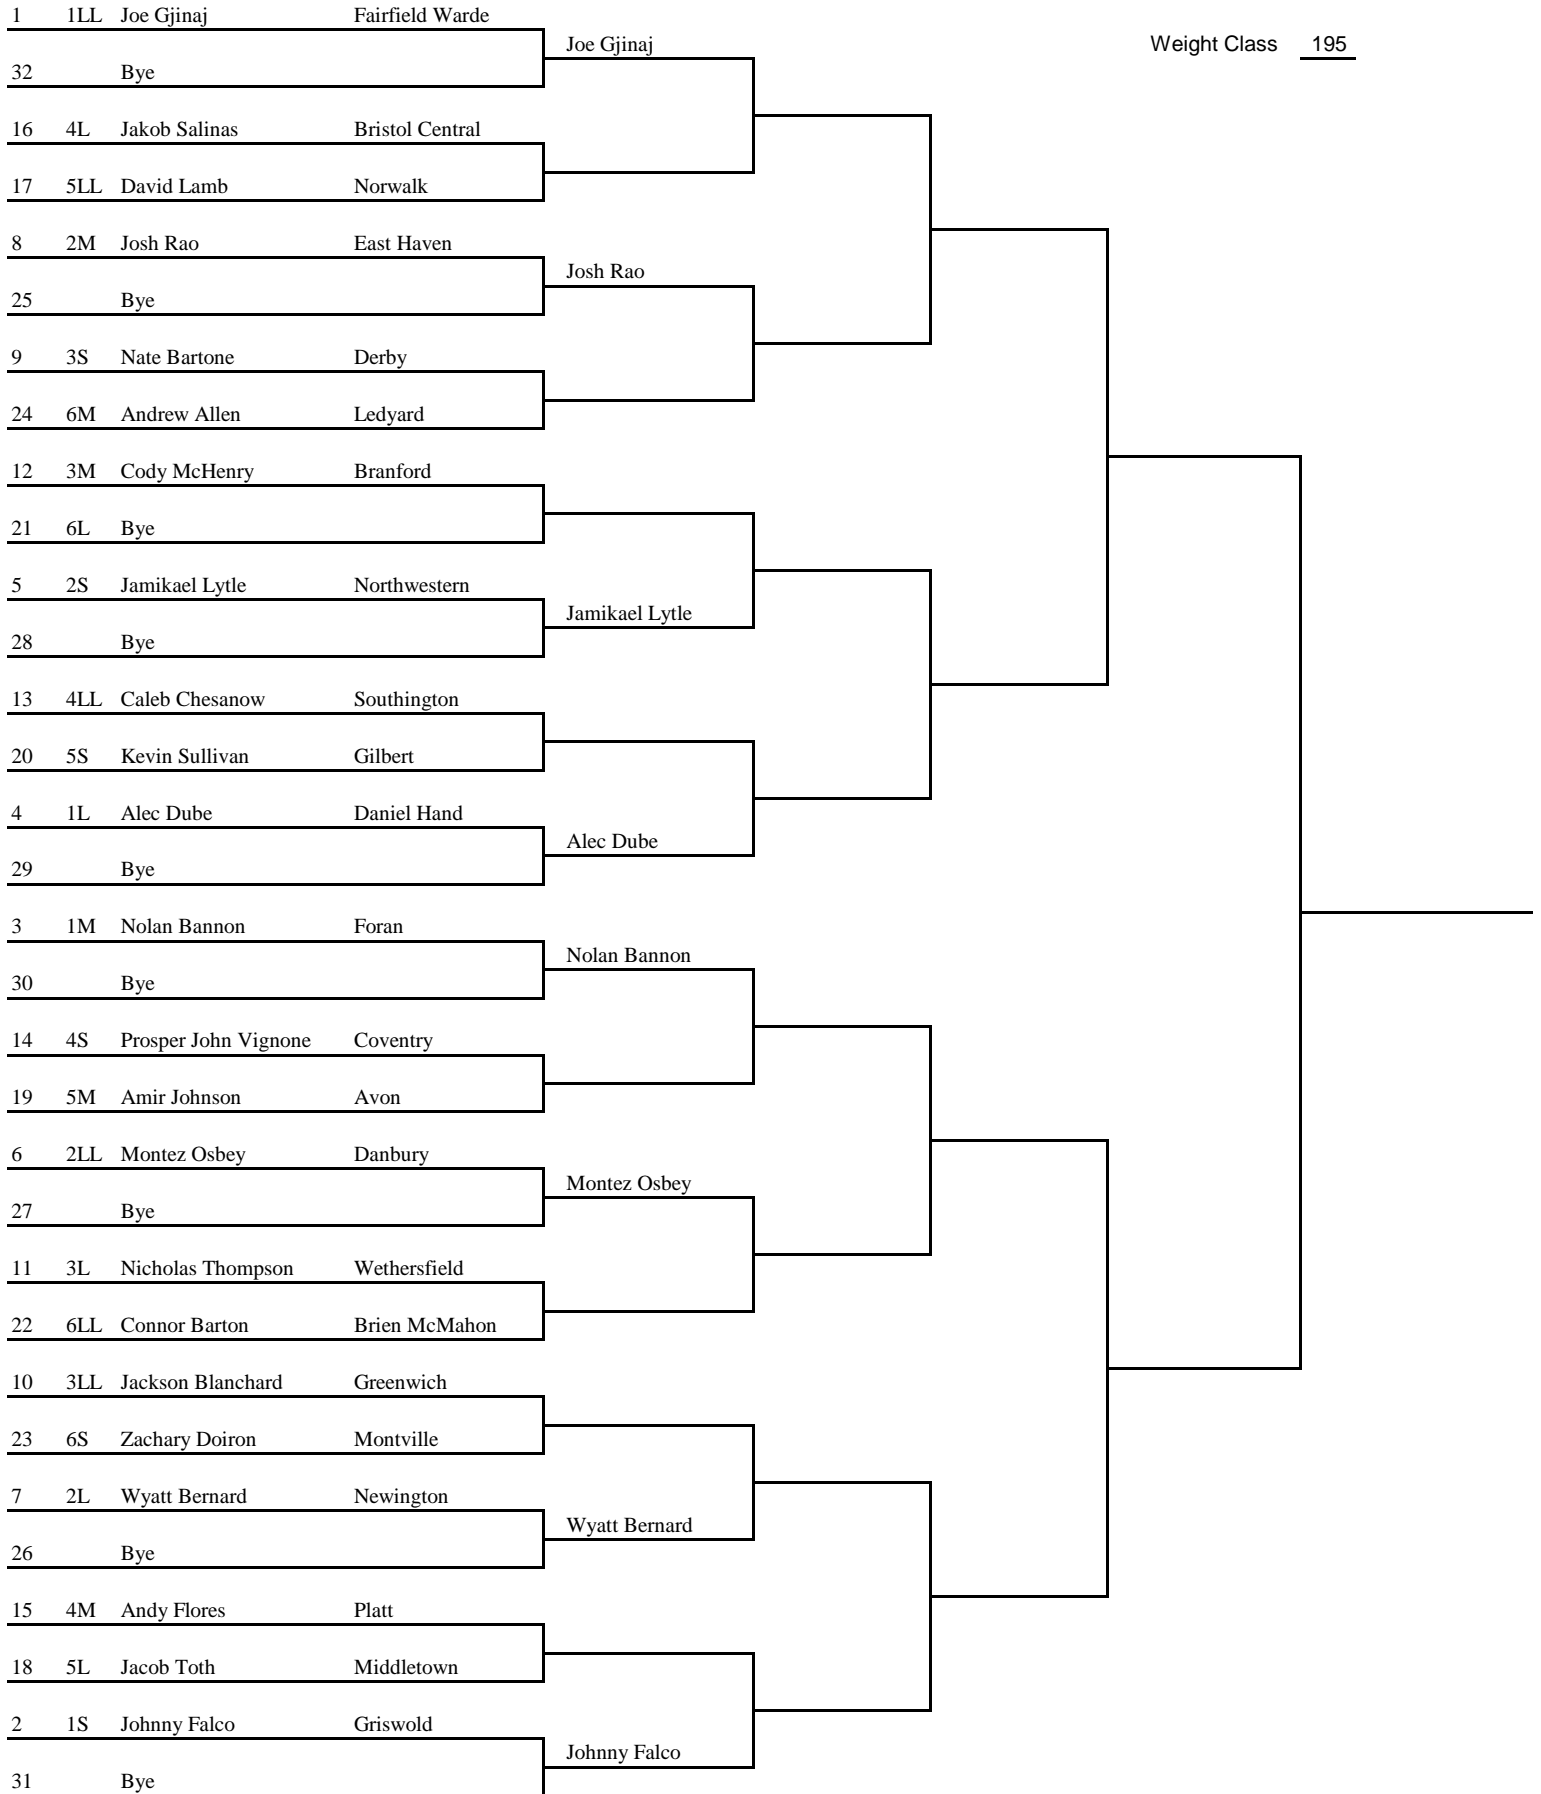 1 1LL Joe Gjinaj Fairfield Warde
Joe Gjinaj
Weight Class 195
32 Bye
16 4L Jakob Salinas Bristol Central
17 5LL David Lamb Norwalk
8 2M Josh Rao East Haven
Josh Rao
25 Bye
9 3S Nate Bartone Derby
24 6M Andrew Allen Ledyard
12 3M Cody McHenry Branford
21 6L Bye
5 2S Jamikael Lytle Northwestern
Jamikael Lytle
28 Bye
13 4LL Caleb Chesanow Southington
20 5S Kevin Sullivan Gilbert
4 1L Alec Dube Daniel Hand
Alec Dube
29 Bye
3 1M Nolan Bannon Foran
Nolan Bannon
30 Bye
14 4S Prosper John Vignone Coventry
19 5M Amir Johnson Avon
6 2LL Montez Osbey Danbury
Montez Osbey
27 Bye
11 3L Nicholas Thompson Wethersfield
22 6LL Connor Barton Brien McMahon
10 3LL Jackson Blanchard Greenwich
23 6S Zachary Doiron Montville
7 2L Wyatt Bernard Newington
Wyatt Bernard
26 Bye
15 4M Andy Flores Platt
18 5L Jacob Toth Middletown
2 1S Johnny Falco Griswold
Johnny Falco
31 Bye